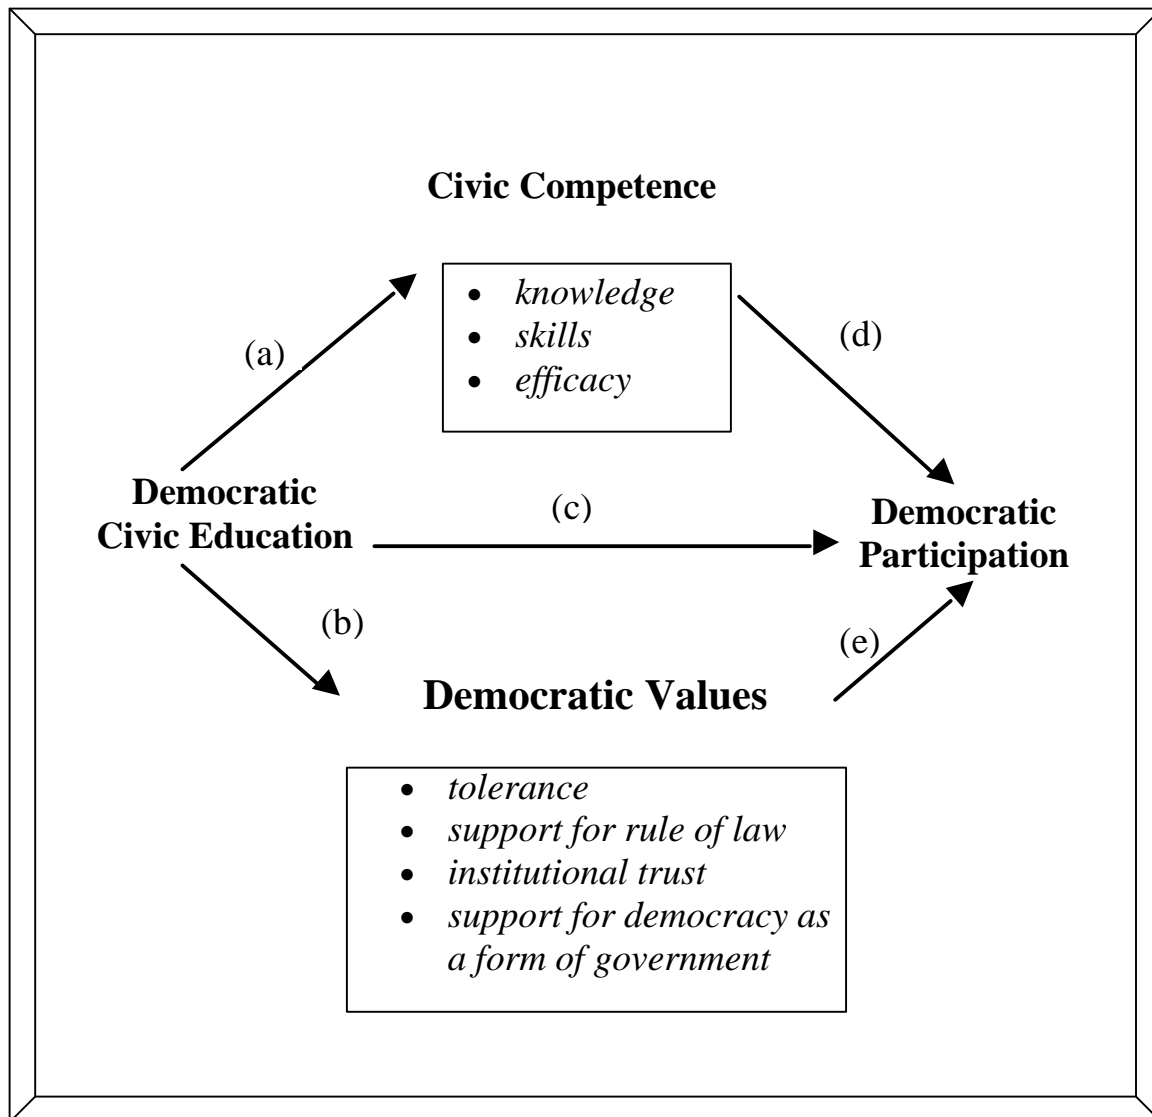 Civic Competence
• knowledge
• skills
• efficacy
(a)
(d)
Democratic
Civic Education
(c)
Democratic
Participation
(b)
(e)
Democratic Values
• tolerance
• support for rule of law
• institutional trust
• support for democracy as
a form of government